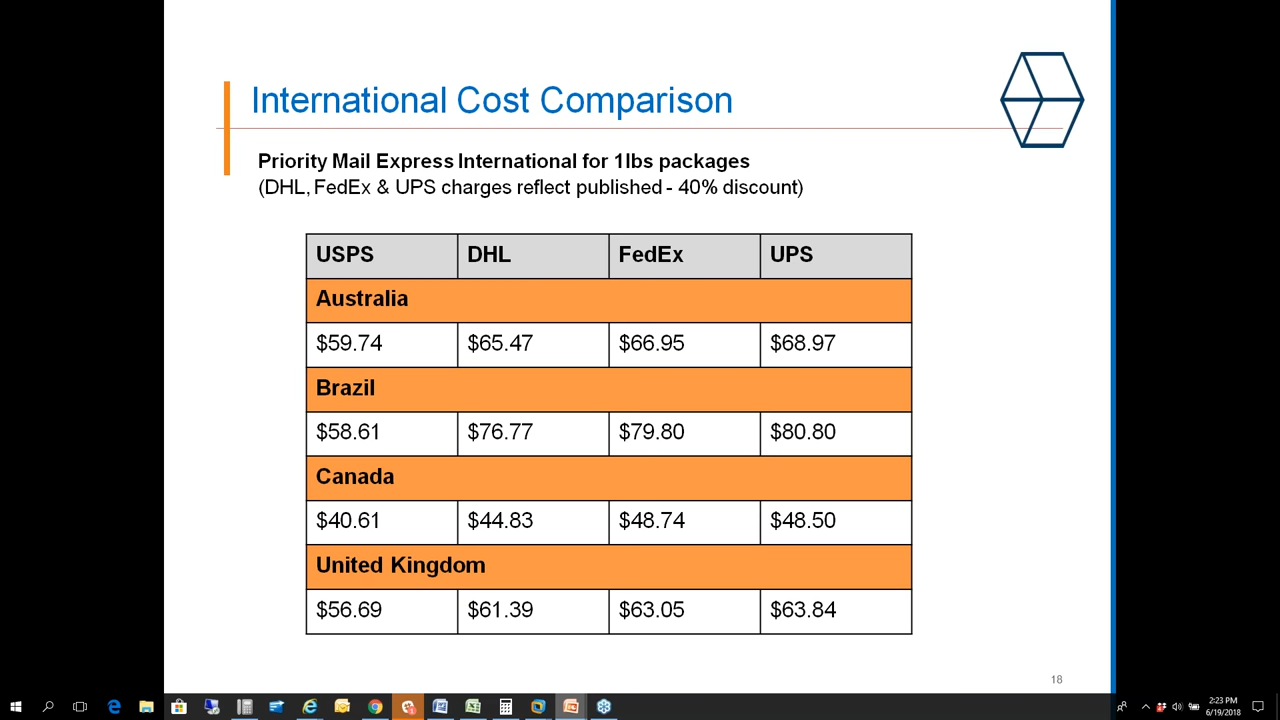 International Cost Comparison
Priority Mail Express International for 1lbs packages
(DHL, FedEx & UPS charges reflect published - 40% discount)
USPS DHL FedEx UPS
Australia
$59.74 $65.47 $66.95 $68.97
Brazil
$58.61 $76.77 $79.80 $80.80
Canada
$40.61 $44.83 $48.74 $48.50
United Kingdom
$56.69 $61.39 $63.05 $63.84
18
2:23 PM
6/19/2018